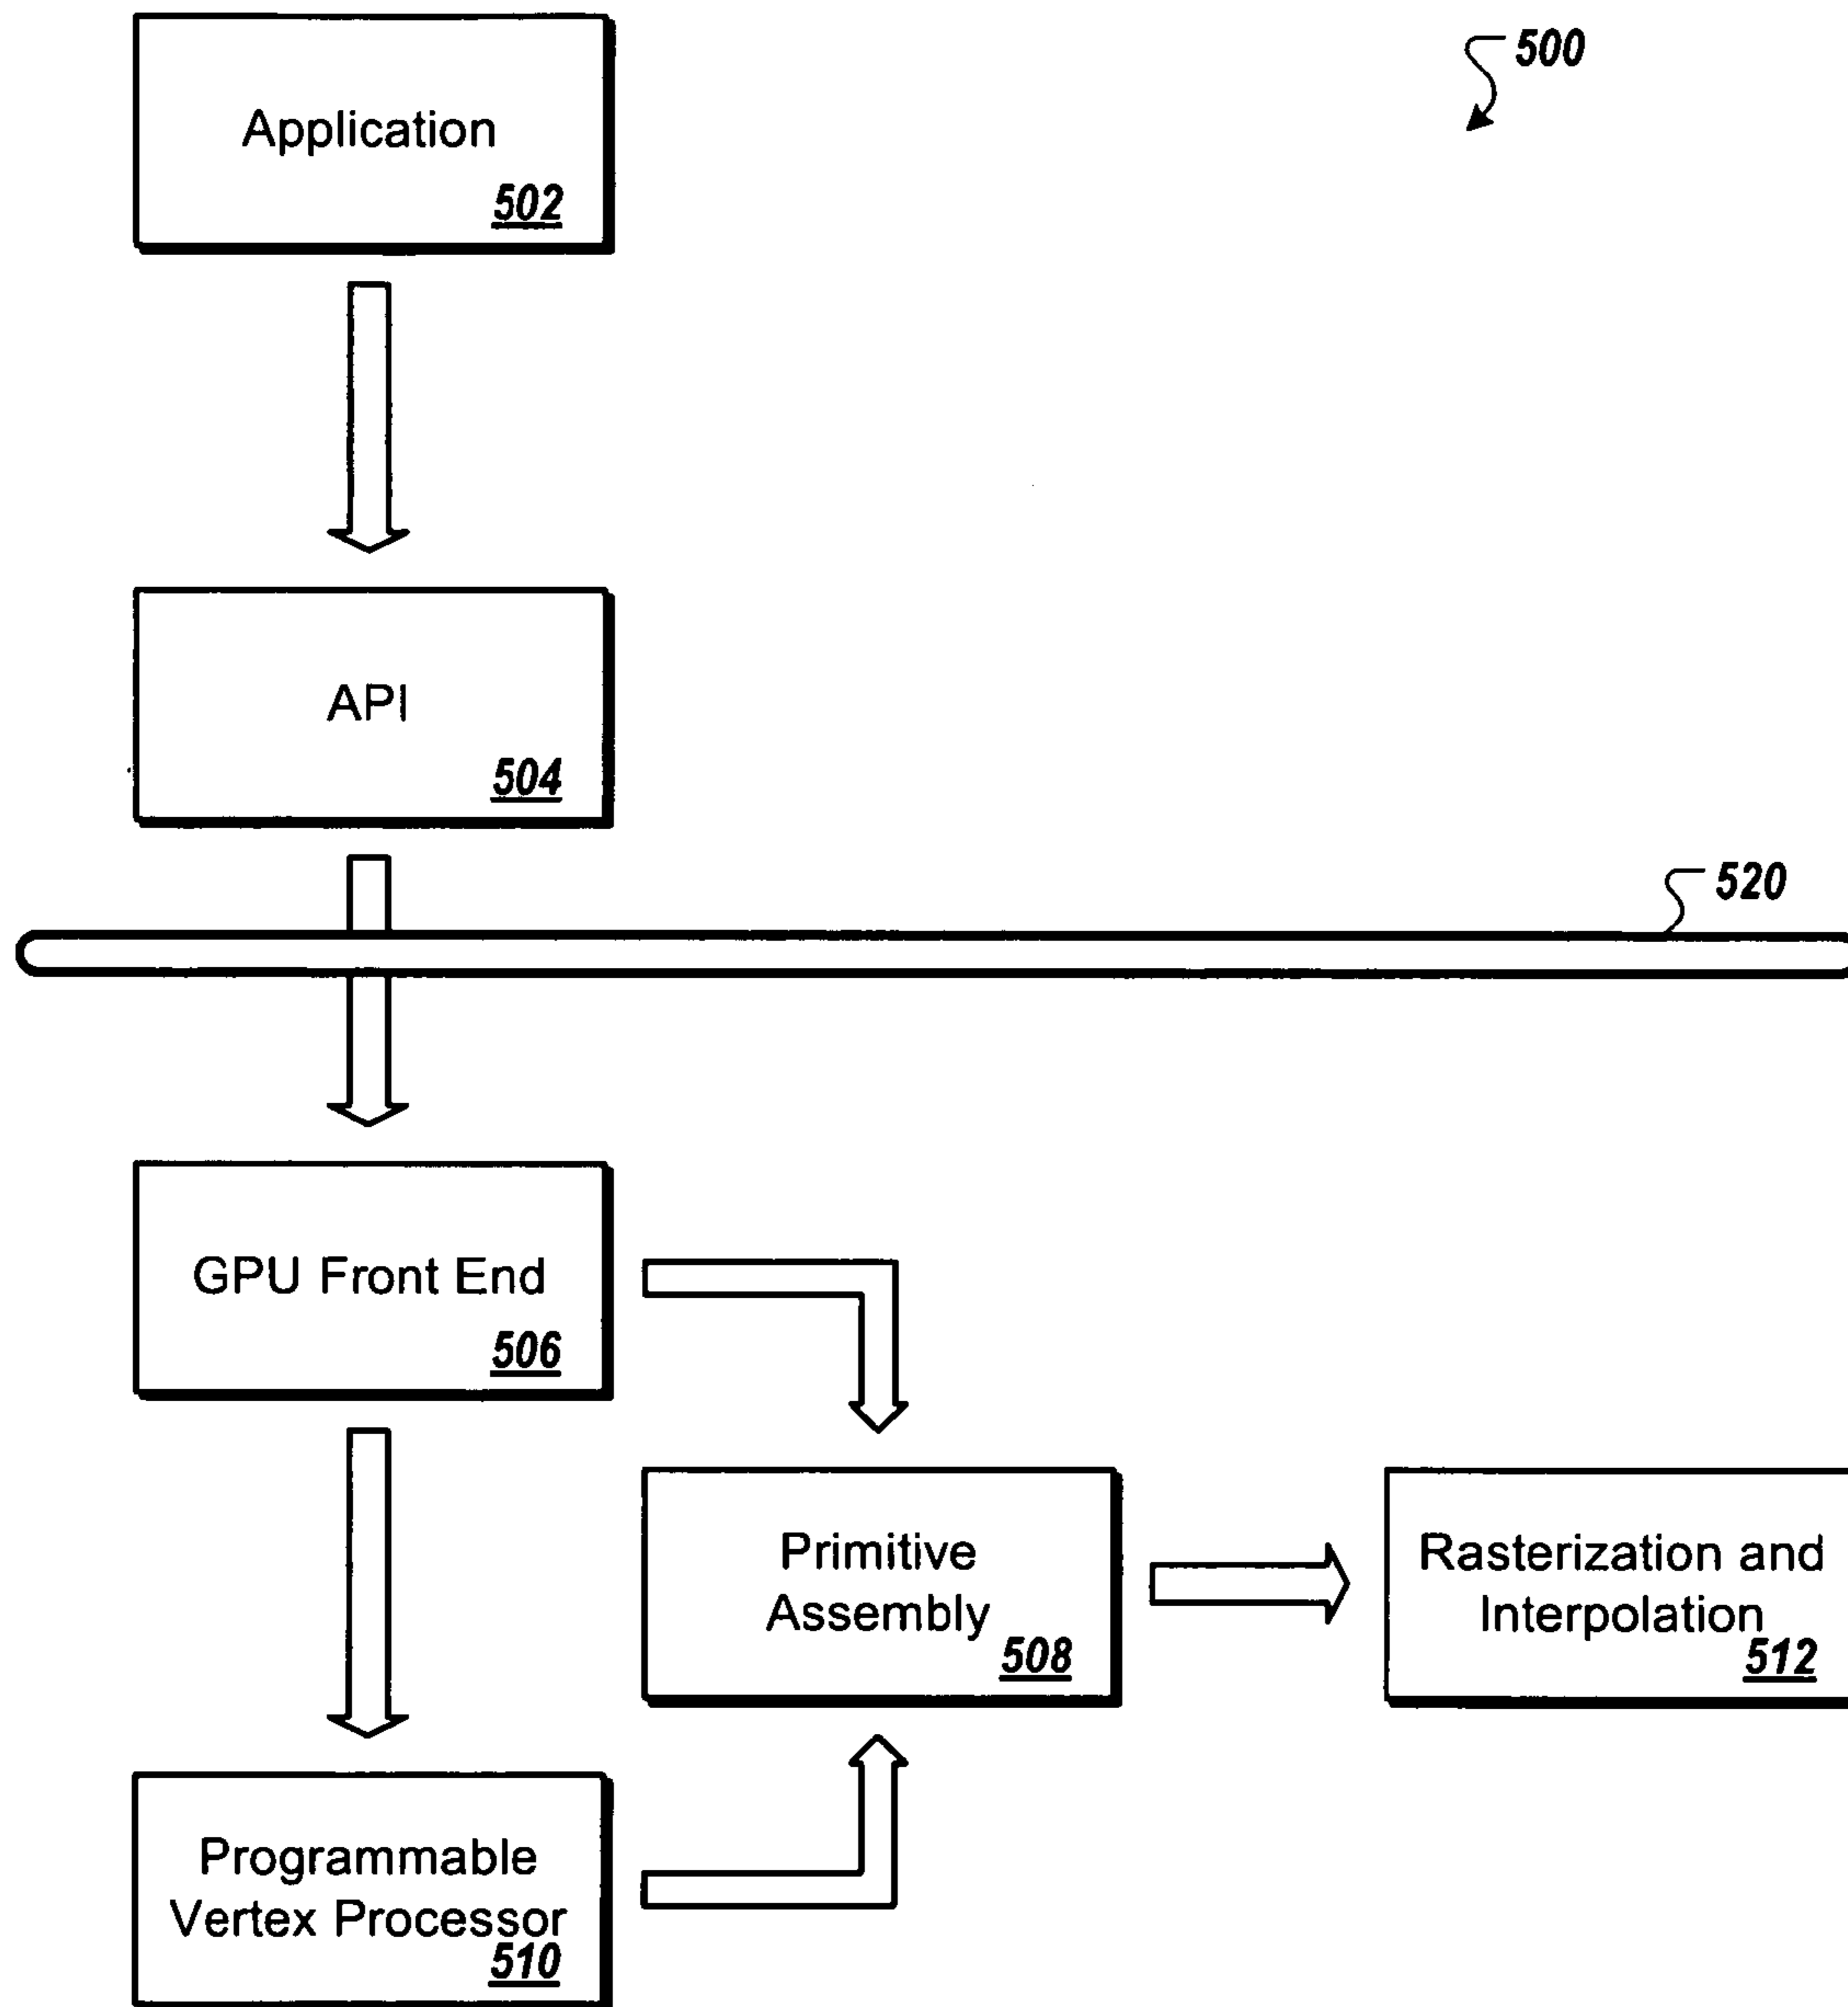 500
Application
502
API
504
520
GPU Front End
506
Primitive
Assembly
508
Rasterization and
Interpolation
512
Programmable
Vertex Processor
510